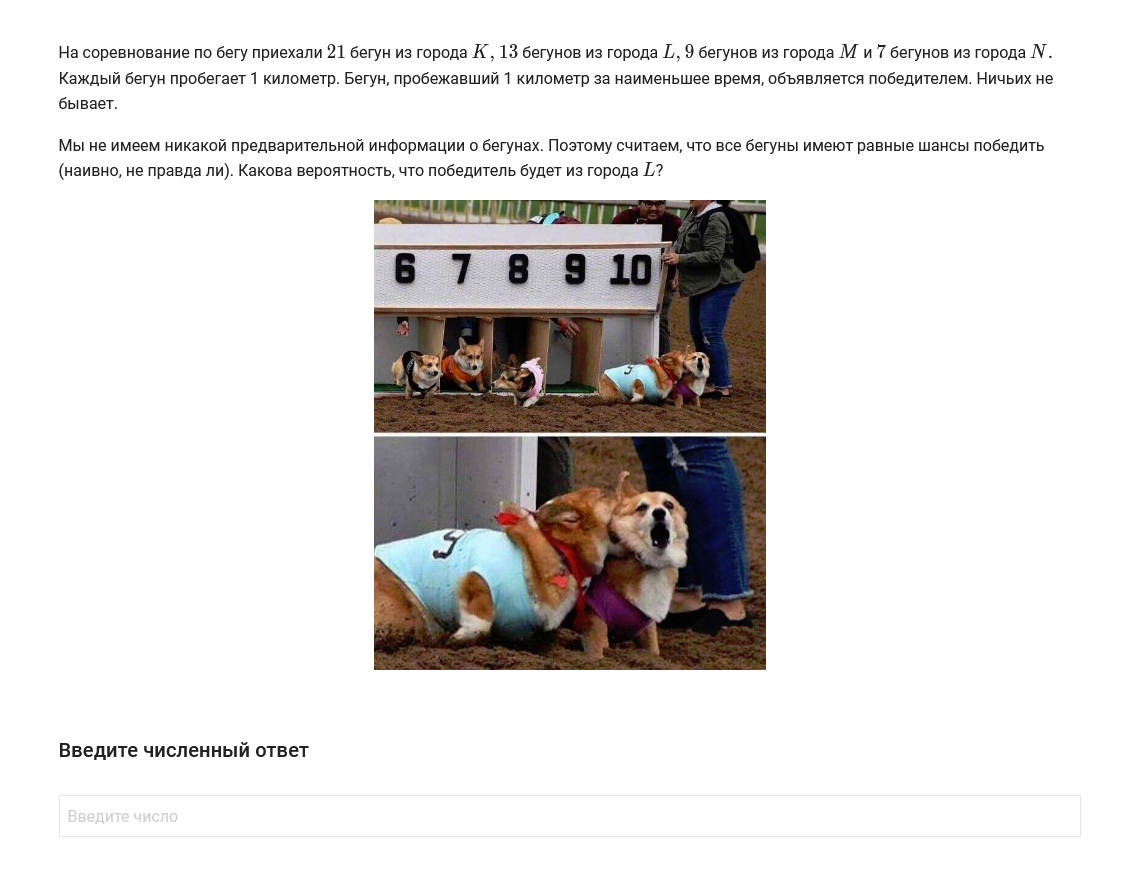 На соревнование по бегу приехали 21 бегун из города K, 13 бегунов из города L, 9 бегунов из города M и 7 бегунов из города N.
Каждый бегун пробегает 1 километр. Бегун, пробежавший 1 километр за наименьшее время, объявляется победителем. Ничьих не
бывает.
Мы не имеем никакой предварительной информации о бегунах. Поэтому считаем, что все бегуны имеют равные шансы победить
(наивно, не правда ли). Какова вероятность, что победитель будет из города L?
6 7 8 9 10
Введите численный ответ
Введите число